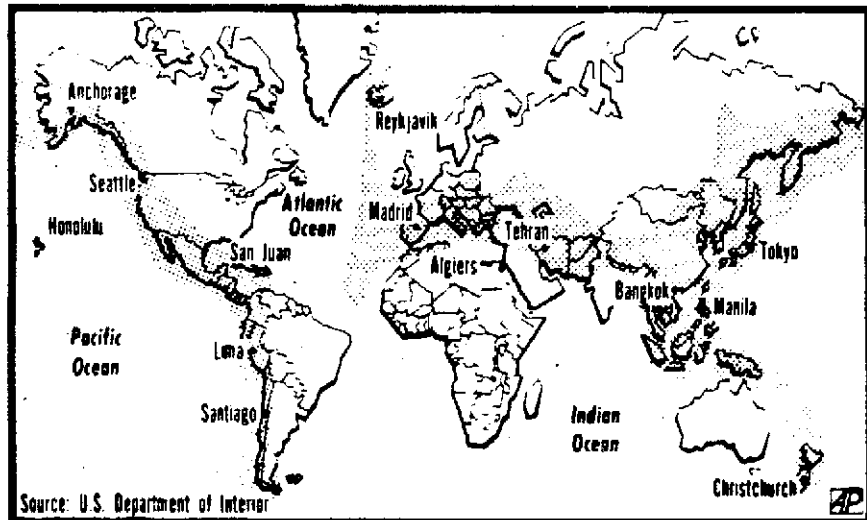 Anchorage
Reykjavik
Seattle
Atlantic
Ocean
Madrid
Honolulu
Tehran
San Juan
Algiers
Tokyo
Bangkok
Manila
Pacific
Ocean
Lima
Santiago
Indian
Ocean
Christchurch
Source: U.S. Department of Interior
AP